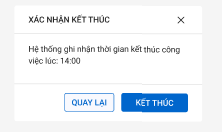 XÁC NHẬN KẾT THÚC
Hệ thống ghi nhận thời gian kết thúc công
việc lúc: 14:00
QUAY LẠI KẾT THÚC